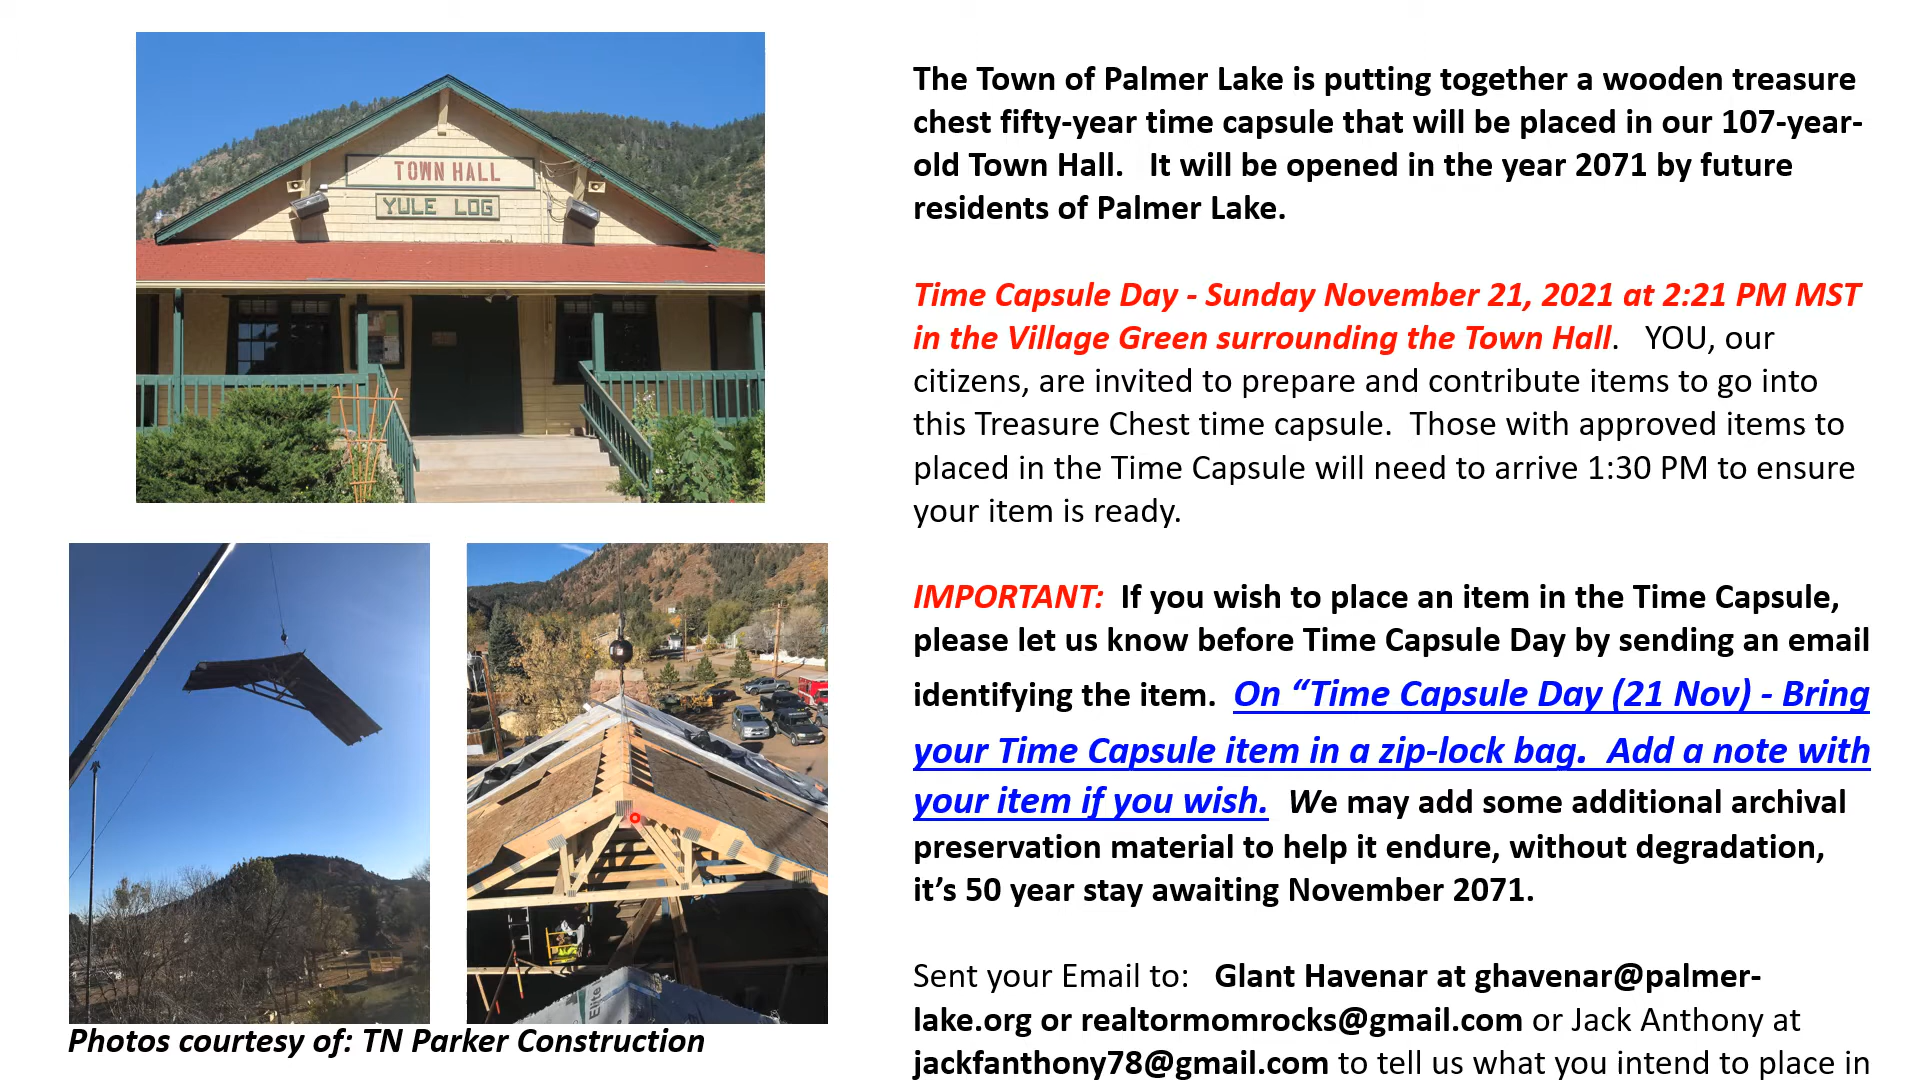 TOWN HALL
YULE LOG
Elite
Photos courtesy of: TN Parker Construction
The Town of Palmer Lake is putting together a wooden treasure
chest fifty-year time capsule that will be placed in our 107-year-
old Town Hall. It will be opened in the year 2071 by future
residents of Palmer Lake.
Time Capsule Day - Sunday November 21, 2021 at 2:21 PM MST
in the Village Green surrounding the Town Hall. YOU, our
citizens, are invited to prepare and contribute items to go into
this Treasure Chest time capsule. Those with approved items to
placed in the Time Capsule will need to arrive 1:30 PM to ensure
your item is ready.
IMPORTANT: If you wish to place an item in the Time Capsule,
please let us know before Time Capsule Day by sending an email
identifying the item. On “Time Capsule Day (21 Nov) - Bring
your Time Capsule item in a zip-lock bag. Add a note with
your item if you wish. We may add some additional archival
preservation material to help it endure, without degradation,
it’s 50 year stay awaiting November 2071.
Sent your Email to: Glant Havenar at ghavenar@palmer-
lake.org or realtormomrocks@gmail.com or Jack Anthony at
jackfanthony78@gmail.com to tell us what you intend to place in